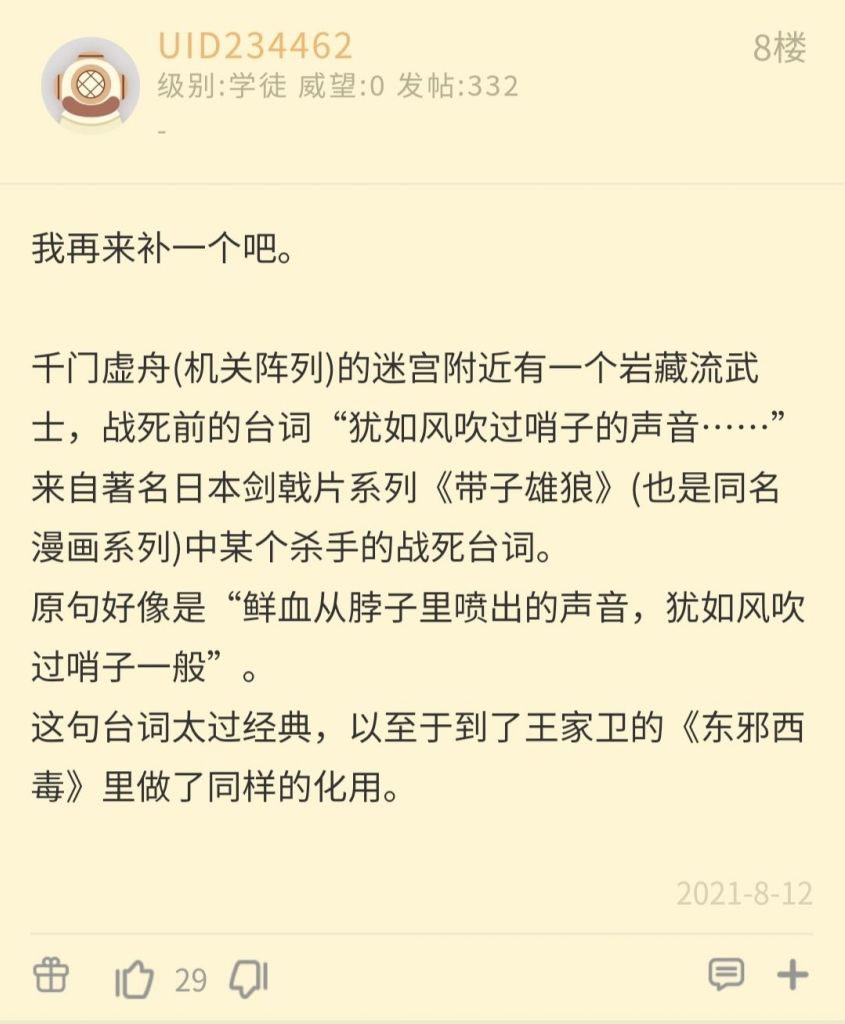 UID234462
8楼
级别:学徒 威望:0 发帖:332
-
我再来补一个吧。
千门虚舟(机关阵列)的迷宫附近有一个岩藏流武
士，战死前的台词“犹如风吹过哨子的声音……”
来自著名日本剑戟片系列《带子雄狼》(也是同名
漫画系列)中某个杀手的战死台词。
原句好像是“鲜血从脖子里喷出的声音，犹如风吹
过哨子一般”。
这句台词太过经典，以至于到了王家卫的《东邪西
毒》里做了同样的化用。
2021-8-12
29